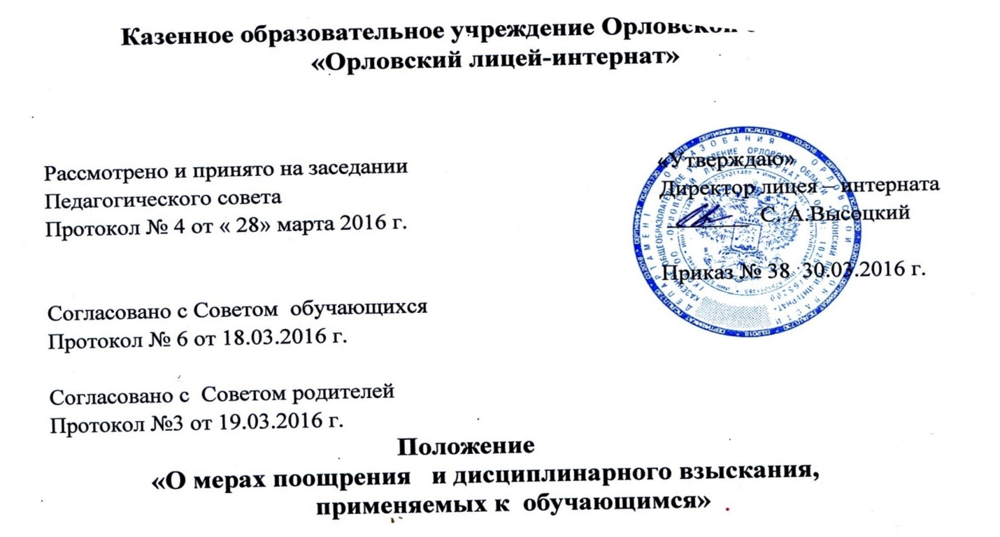 Казенное образовательное учреждение Орловской
«Орловский лицей-интернат»
Рассмотрено и принято на заседании
Педагогического совета
Протокол № 4 от « 28» марта 2016 г.
«Утверждаю»
Директор лицея – интерната
С. А.Высоцкий
Приказ № 38 30.03.2016 г.
Согласовано с Советом обучающихся
Протокол № 6 от 18.03.2016 г.
Согласовано с Советом родителей
Протокол №3 от 19.03.2016 г.
Положение
«О мерах поощрения и дисциплинарного взыскания,
применяемых к обучающимся»